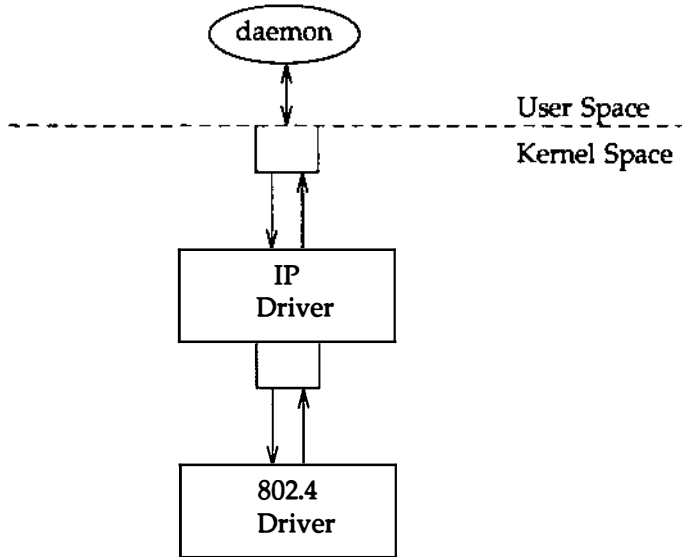 daemon
User Space
Kernel Space
IP
Driver
802.4
Driver